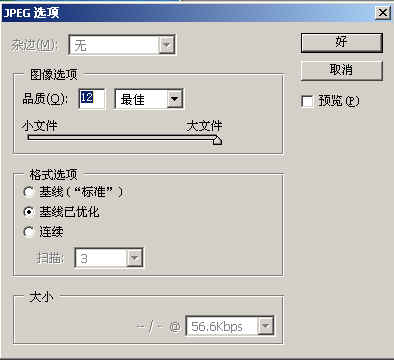 JPEG 选项
杂边(M): 无
好
取消
预览(P)
图像选项
品质(Q): 12 最佳
小文件 大文件
格式选项
基线(“标准”)
基线已优化
连续
扫描: 3
大小
-- / -- @ 56.6Kbps